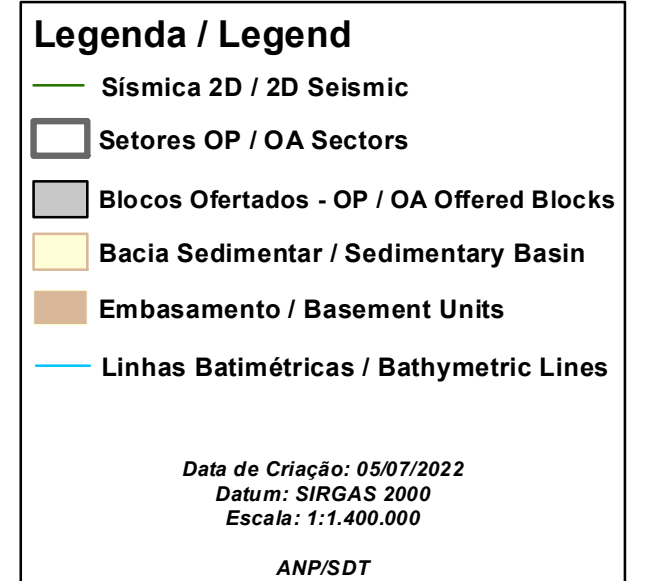 Legenda / Legend
Sísmica 2D / 2D Seismic
Setores OP / OA Sectors
Blocos Ofertados - OP / OA Offered Blocks
Bacia Sedimentar / Sedimentary Basin
Embasamento / Basement Units
Linhas Batimétricas / Bathymetric Lines
Data de Criação: 05/07/2022
Datum: SIRGAS 2000
Escala: 1:1.400.000
ANP/SDT